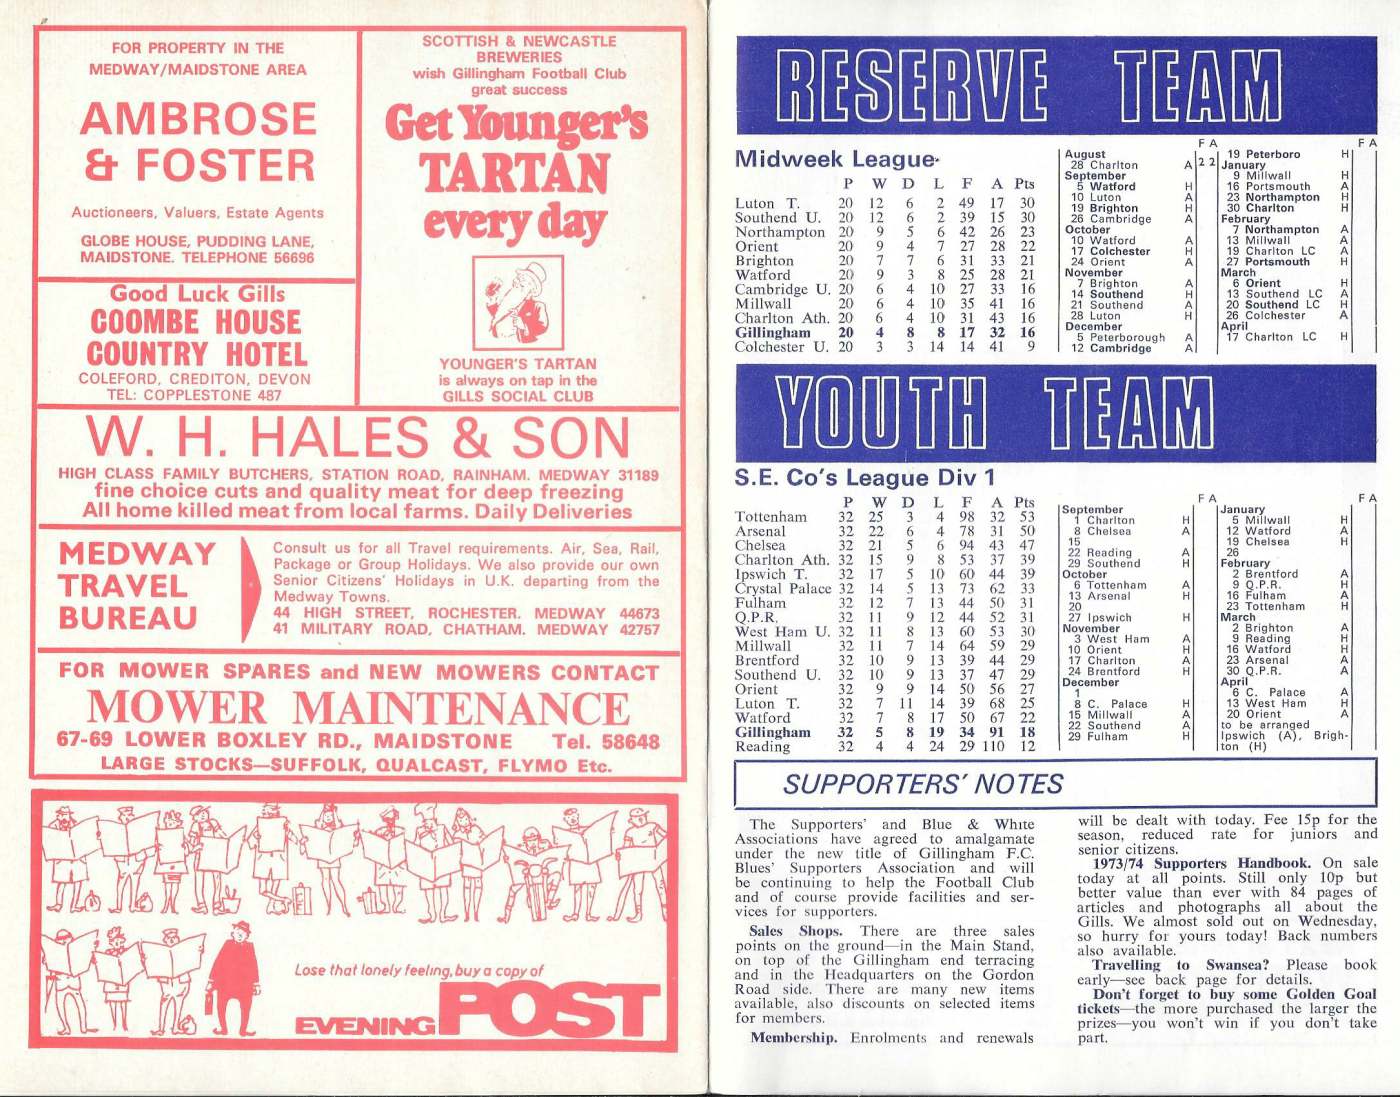 FOR PROPERTY IN THE
MEDWAY/MAIDSTONE AREA
AMBROSE
& FOSTER
Auctioneers, Valuers, Estate Agents
GLOBE HOUSE, PUDDING LANE,
MAIDSTONE. TELEPHONE 56696
Good Luck Gills
COOMBE HOUSE
COUNTRY HOTEL
COLEFORD, CREDITON, DEVON
TEL: COPPLESTONE 487
SCOTTISH & NEWCASTLE
BREWERIES
wish Gillingham Football Club
great success
Get Younger's
TARTAN
every day
YOUNGER'S TARTAN
is always on tap in the
GILLS SOCIAL CLUB
W. H. HALES & SON
HIGH CLASS FAMILY BUTCHERS, STATION ROAD, RAINHAM. MEDWAY 31189
fine choice cuts and quality meat for deep freezing
All home killed meat from local farms. Daily Deliveries
MEDWAY
TRAVEL
BUREAU
Consult us for all Travel requirements. Air, Sea, Rail,
Package or Group Holidays. We also provide our own
Senior Citizens' Holidays in U.K. departing from the
Medway Towns.
44 HIGH STREET, ROCHESTER. MEDWAY 44673
41 MILITARY ROAD, CHATHAM. MEDWAY 42757
FOR MOWER SPARES and NEW MOWERS CONTACT
MOWER MAINTENANCE
67-69 LOWER BOXLEY RD., MAIDSTONE Tel. 58648
LARGE STOCKS—SUFFOLK, QUALCAST, FLYMO Etc.
Lose that lonely feeling, buy a copy of
EVENING POST
RESERVE TEAM
Midweek League
P W D L F A Pts
Luton T. 20 12 6 2 49 17 30
Southend U. 20 12 6 2 39 15 30
Northampton 20 9 5 6 42 26 23
Orient 20 9 4 7 27 28 22
Brighton 20 7 7 6 31 33 21
Watford 20 9 3 8 25 28 21
Cambridge U. 20 6 4 10 27 33 16
Millwall 20 6 4 10 35 41 16
Charlton Ath. 20 6 4 10 31 43 16
Gillingham 20 4 8 8 17 32 16
Colchester U. 20 3 3 14 14 41 9
F A
August
28 Charlton A 2 2
September
5 Watford H
10 Luton A
19 Brighton H
26 Cambridge A
October
10 Watford A
17 Colchester H
24 Orient A
November
7 Brighton A
14 Southend H
21 Southend A
28 Luton H
December
5 Peterborough A
12 Cambridge A
F A
19 Peterboro H
January
9 Millwall H
16 Portsmouth A
23 Northampton H
30 Charlton H
February
7 Northampton A
13 Millwall A
19 Charlton LC A
27 Portsmouth H
March
6 Orient H
13 Southend LC A
20 Southend LC H
26 Colchester A
April
17 Charlton LC H
YOUTH TEAM
S.E. Co's League Div 1
P W D L F A Pts
Tottenham 32 25 3 4 98 32 53
Arsenal 32 22 6 4 78 31 50
Chelsea 32 21 5 6 94 43 47
Charlton Ath. 32 15 9 8 53 37 39
Ipswich T. 32 17 5 10 60 44 39
Crystal Palace 32 14 5 13 73 62 33
Fulham 32 12 7 13 44 50 31
Q.P.R. 32 11 9 12 44 52 31
West Ham U. 32 11 8 13 60 53 30
Millwall 32 11 7 14 64 59 29
Brentford 32 10 9 13 39 44 29
Southend U. 32 10 9 13 37 47 29
Orient 32 9 9 14 50 56 27
Luton T. 32 7 11 14 39 68 25
Watford 32 7 8 17 50 67 22
Gillingham 32 5 8 19 34 91 18
Reading 32 4 4 24 29 110 12
F A
September
1 Charlton H
8 Chelsea A
15
22 Reading A
29 Southend H
October
6 Tottenham A
13 Arsenal H
20
27 Ipswich H
November
3 West Ham A
10 Orient H
17 Charlton A
24 Brentford H
December
1
8 C. Palace H
15 Millwall A
22 Southend A
29 Fulham H
F A
January
5 Millwall H
12 Watford A
19 Chelsea H
26
February
2 Brentford A
9 Q.P.R. H
16 Fulham A
23 Tottenham H
March
2 Brighton A
9 Reading H
16 Watford H
23 Arsenal A
30 Q.P.R. A
April
6 C. Palace A
13 West Ham H
20 Orient A
to be arranged
Ipswich (A), Brigh-
ton (H)
SUPPORTERS' NOTES
The Supporters' and Blue & White
Associations have agreed to amalgamate
under the new title of Gillingham F.C.
Blues' Supporters Association and will
be continuing to help the Football Club
and of course provide facilities and ser-
vices for supporters.
Sales Shops. There are three sales
points on the ground—in the Main Stand,
on top of the Gillingham end terracing
and in the Headquarters on the Gordon
Road side. There are many new items
available, also discounts on selected items
for members.
Membership. Enrolments and renewals
will be dealt with today. Fee 15p for the
season, reduced rate for juniors and
senior citizens.
1973/74 Supporters Handbook. On sale
today at all points. Still only 10p but
better value than ever with 84 pages of
articles and photographs all about the
Gills. We almost sold out on Wednesday,
so hurry for yours today! Back numbers
also available.
Travelling to Swansea? Please book
early—see back page for details.
Don't forget to buy some Golden Goal
tickets—the more purchased the larger the
prizes—you won't win if you don't take
part.